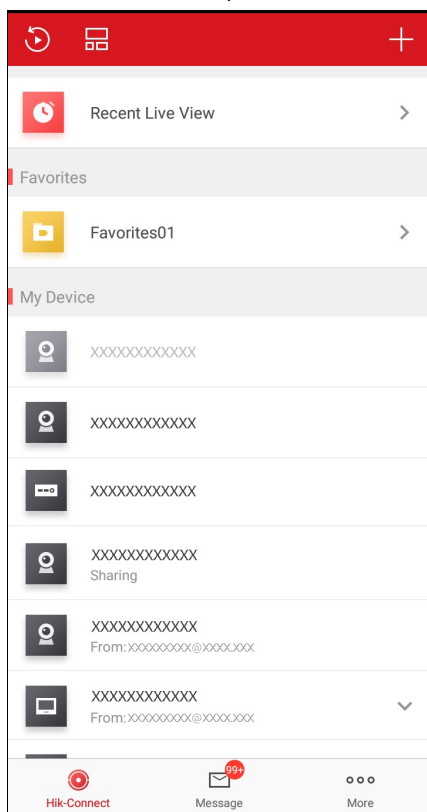 Recent Live View
Favorites
Favorites01
My Device
XXXXXXXXXXXX
XXXXXXXXXXXX
XXXXXXXXXXXX
XXXXXXXXXXXX
Sharing
XXXXXXXXXXXX
From:XXXXXXXXX@XXXX.XXX
XXXXXXXXXXXX
From:XXXXXXXXX@XXXX.XXX
99+
Hik-Connect
Message
More